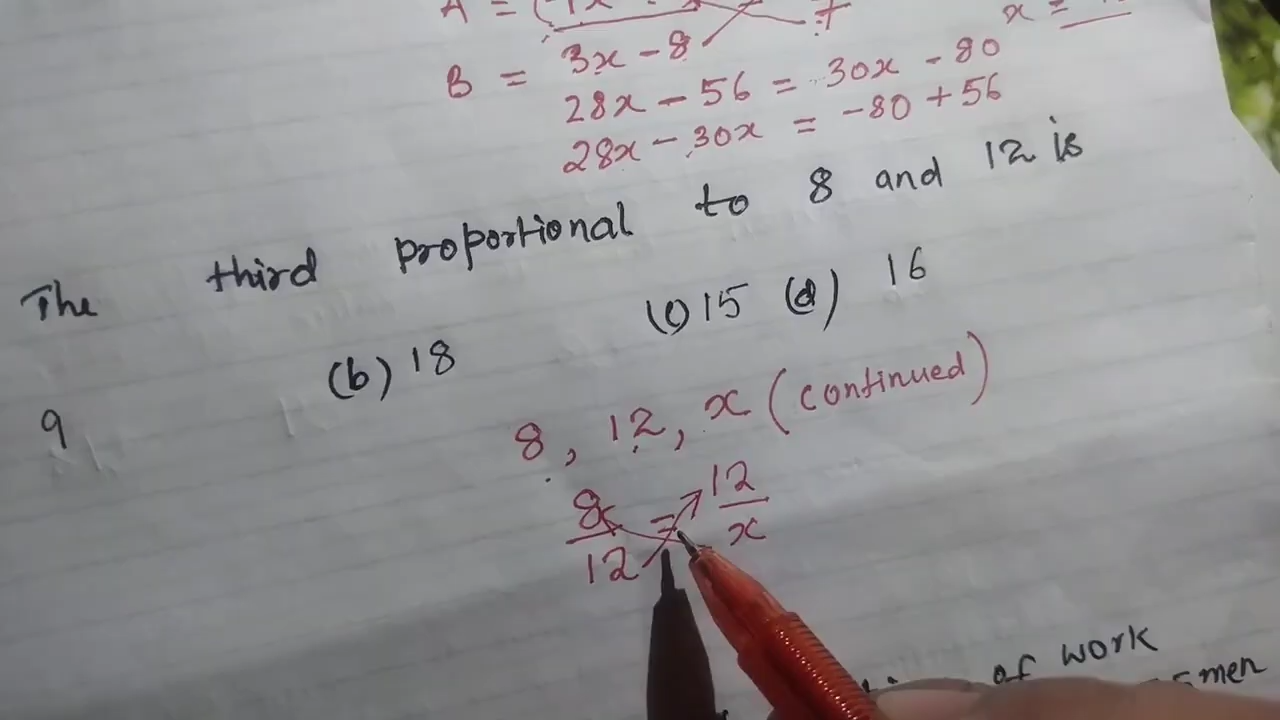 B = 3x - 8
28x - 56 = 30x - 80
28x - 30x = -80 + 56
The third proportional to 8 and 12 is
9 (b) 18 (c) 15 (d) 16
8, 12, x (continued)
8/12 = 12/x
of work
men